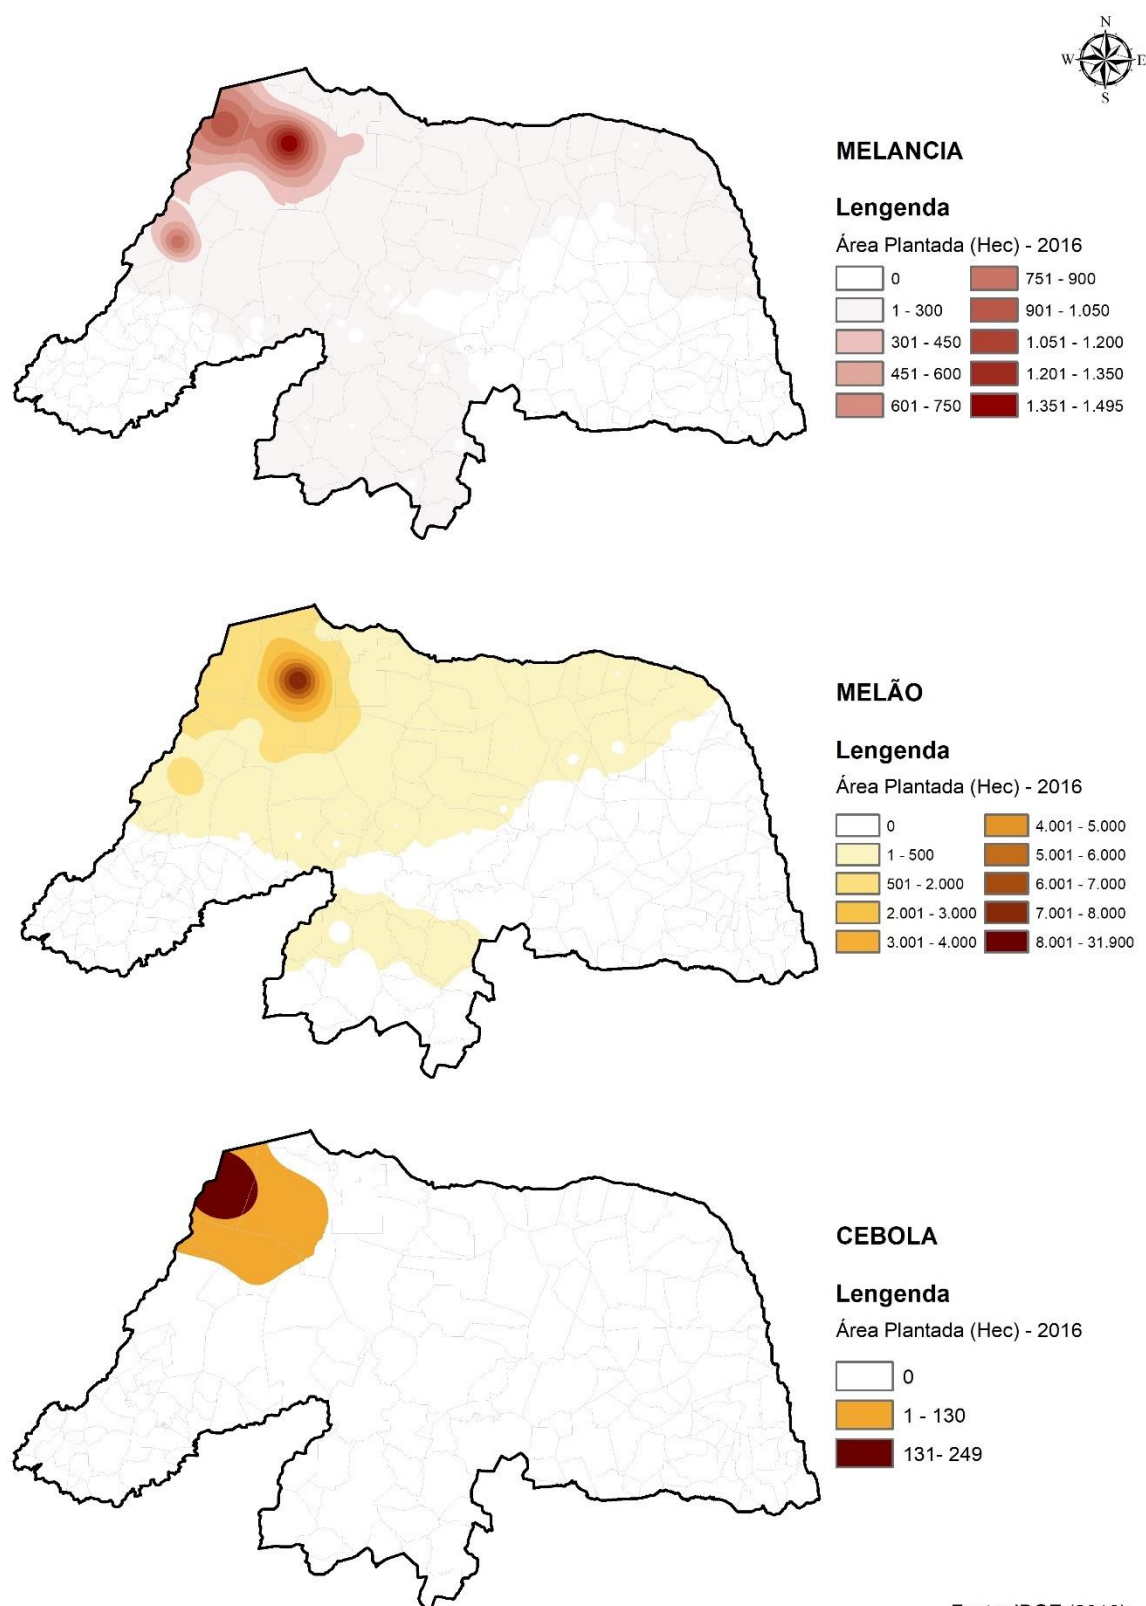 N
W E
S
MELANCIA
Lengenda
Área Plantada (Hec) - 2016
0
1 - 300
301 - 450
451 - 600
601 - 750
751 - 900
901 - 1.050
1.051 - 1.200
1.201 - 1.350
1.351 - 1.495
MELÃO
Lengenda
Área Plantada (Hec) - 2016
0
1 - 500
501 - 2.000
2.001 - 3.000
3.001 - 4.000
4.001 - 5.000
5.001 - 6.000
6.001 - 7.000
7.001 - 8.000
8.001 - 31.900
CEBOLA
Lengenda
Área Plantada (Hec) - 2016
0
1 - 130
131- 249